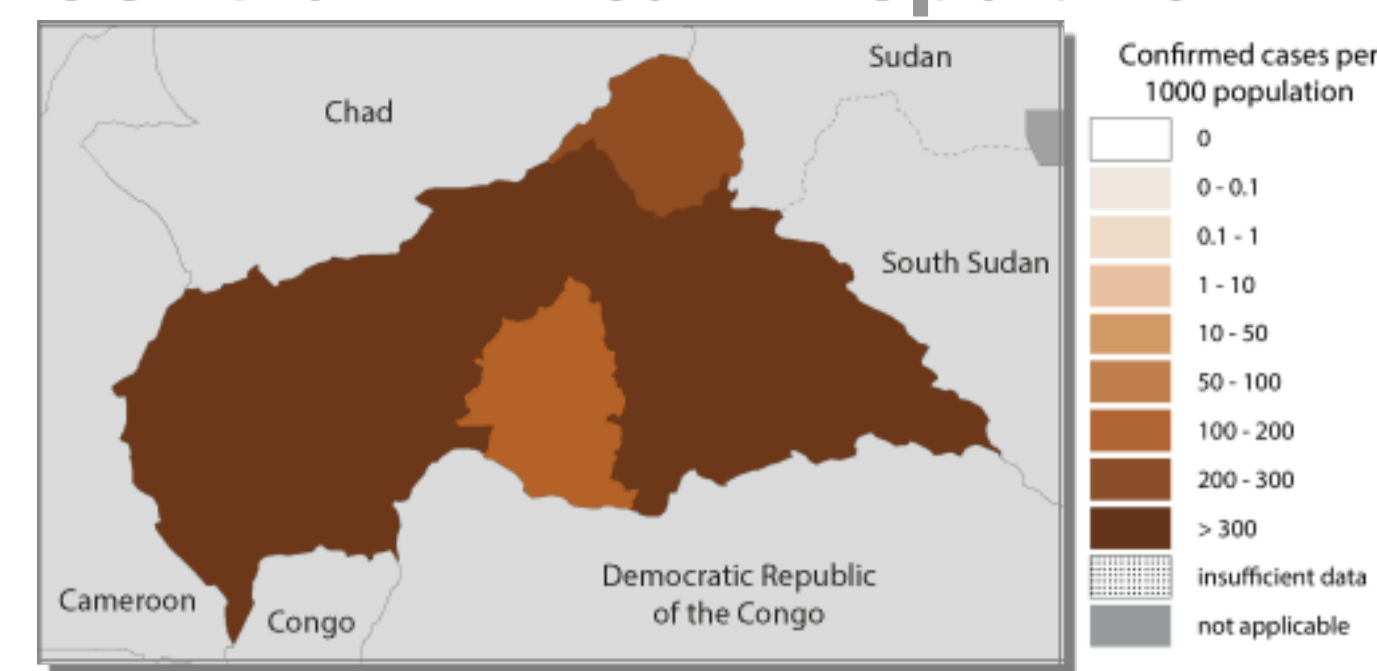 Sudan
Chad
South Sudan
Democratic Republic
of the Congo
Cameroon
Congo
Confirmed cases per
1000 population
0
0 - 0.1
0.1 - 1
1 - 10
10 - 50
50 - 100
100 - 200
200 - 300
> 300
insufficient data
not applicable